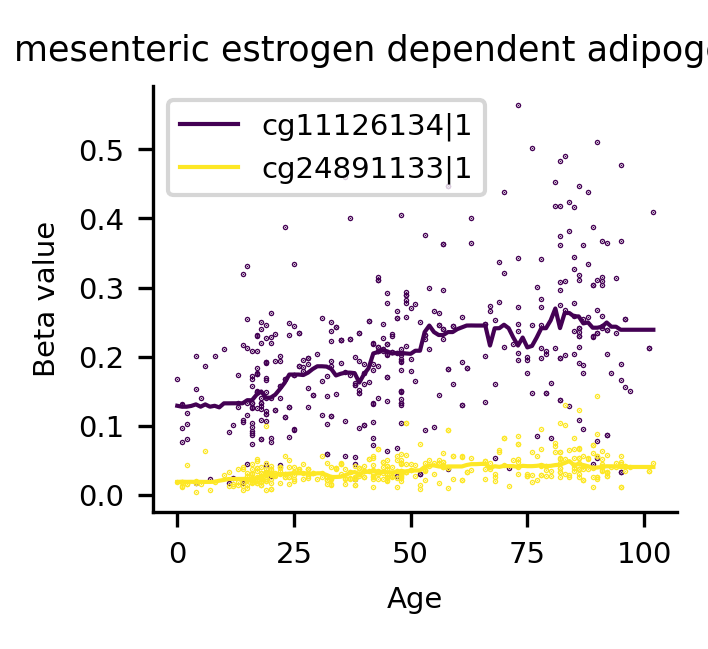 mesenteric estrogen dependent adipog
cg11126134|1
cg24891133|1
0.5
0.4
0.3
0.2
0.1
0.0
Beta value
0 25 50 75 100
Age